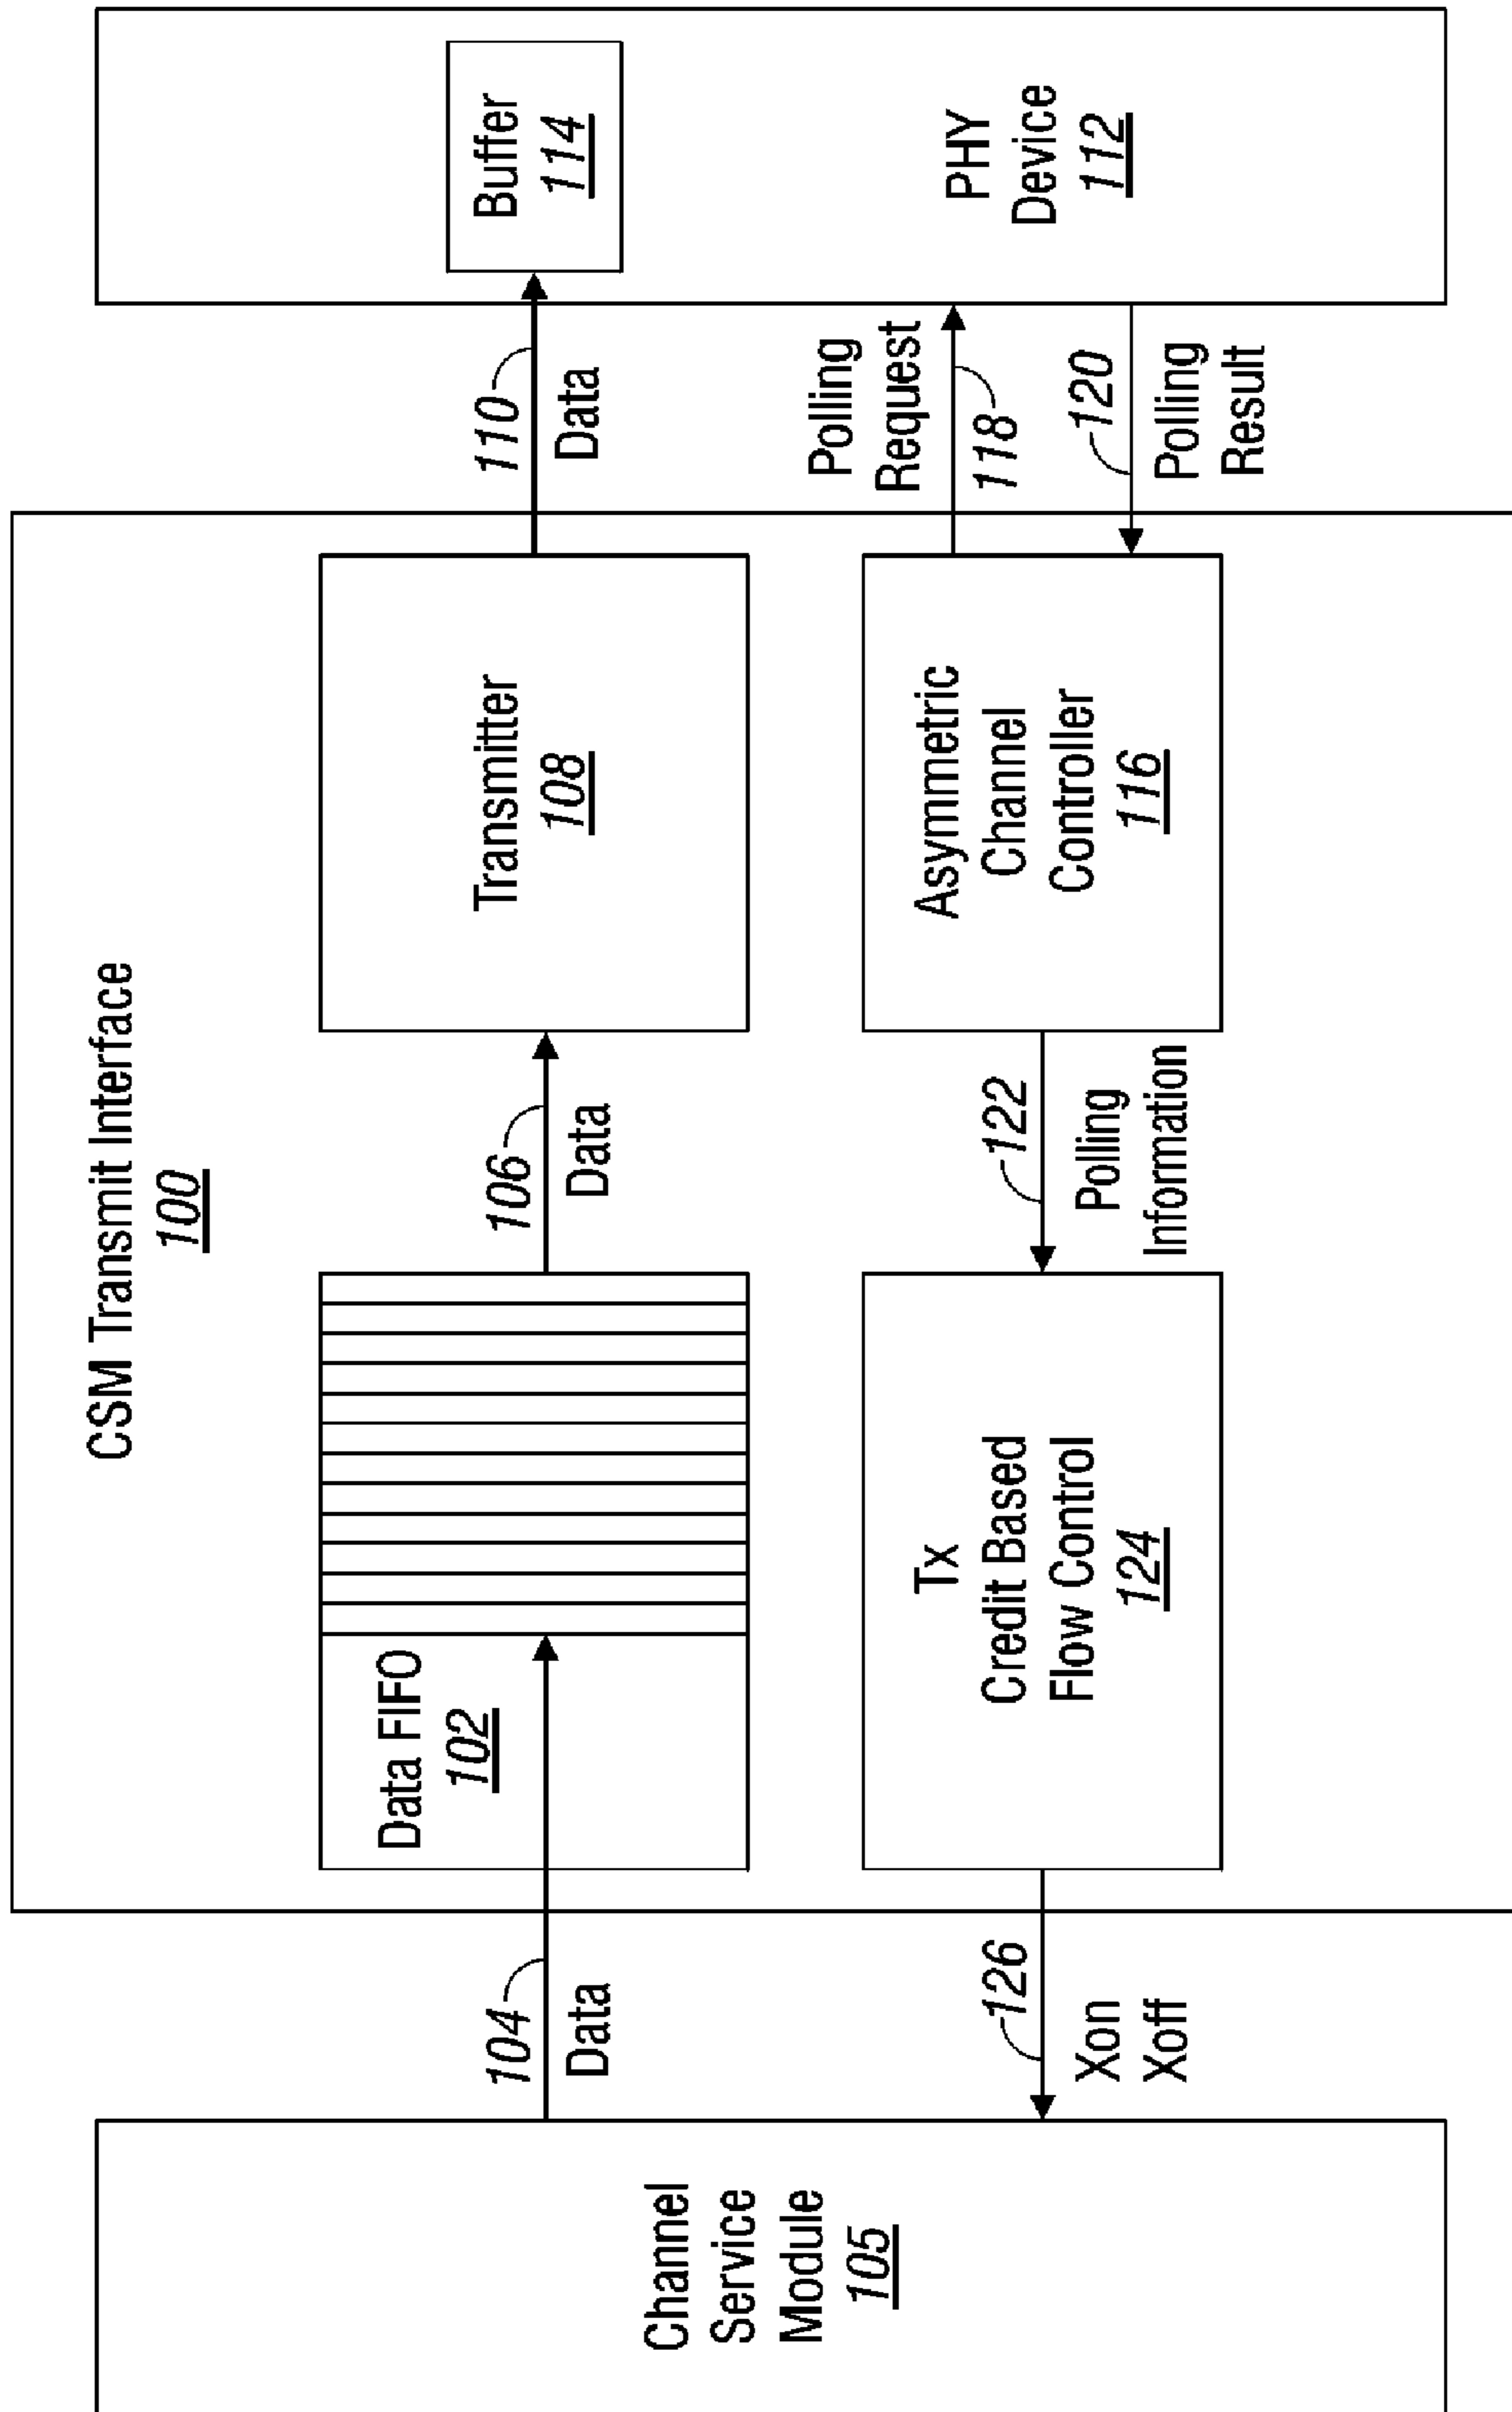 CSM Transmit Interface
100
Channel
Service
Module
105
104
Data
Data FIFO
102
106
Data
Transmitter
108
110
Data
Buffer
114
126
Xon
Xoff
Tx
Credit Based
Flow Control
124
122
Polling
Information
Asymmetric
Channel
Controller
116
Polling
Request
118
120
Polling
Result
PHY
Device
112